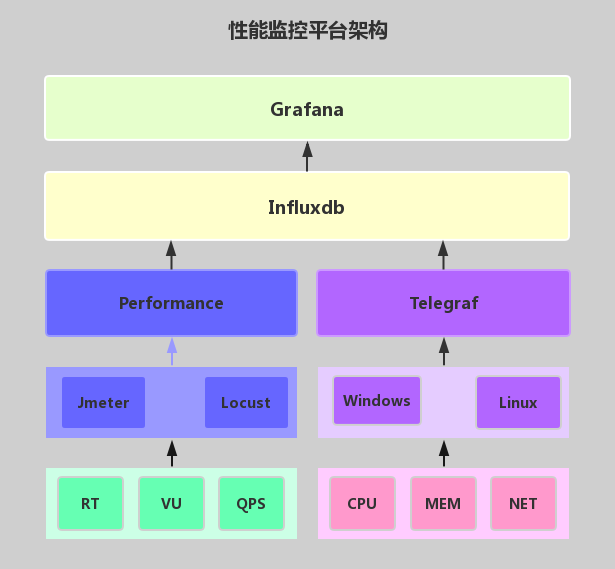 性能监控平台架构
Grafana
Influxdb
Performance Telegraf
Jmeter Locust Windows Linux
RT VU QPS CPU MEM NET